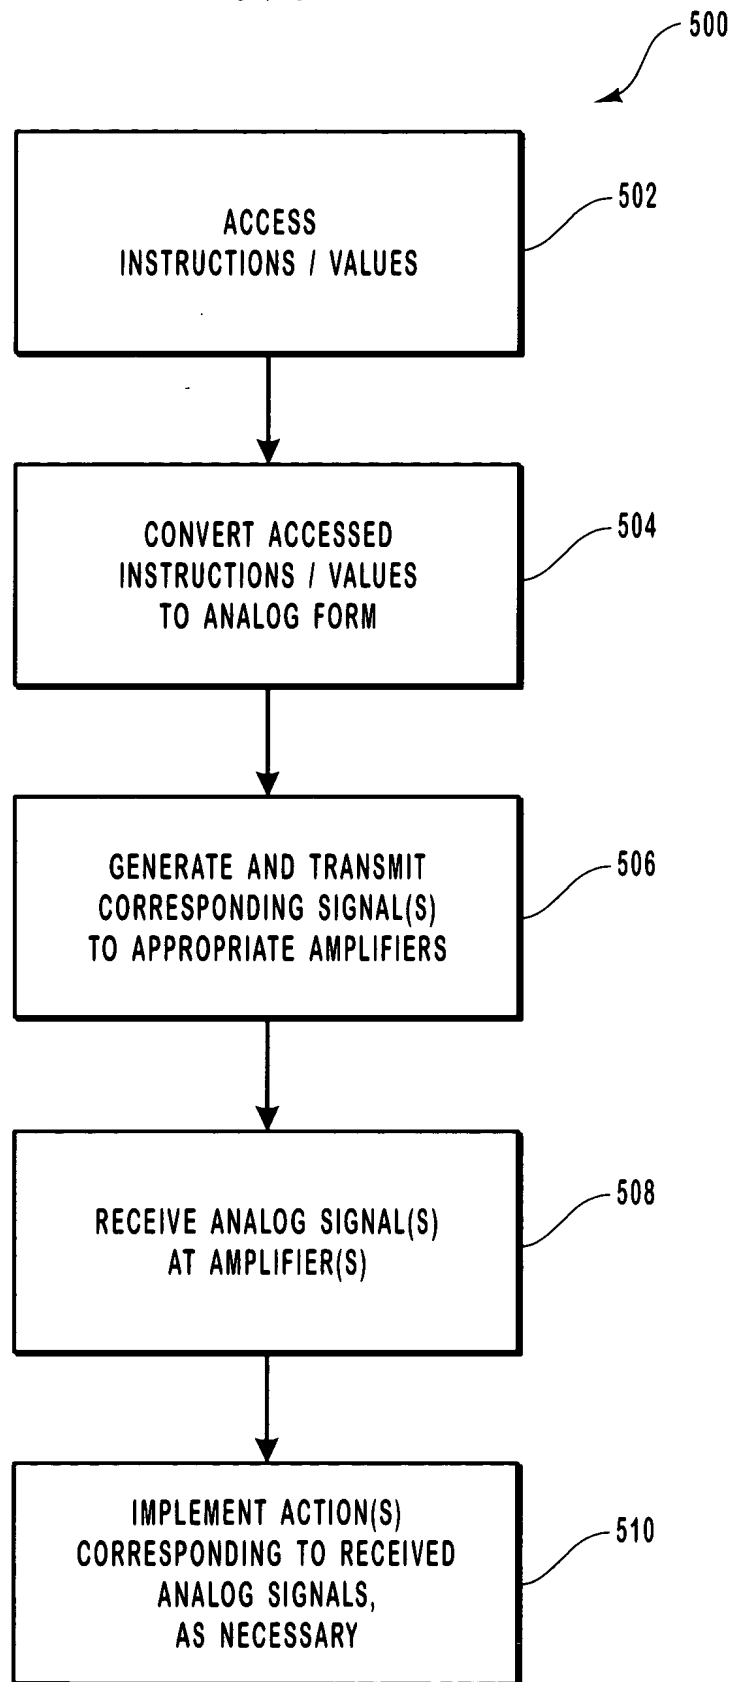 500
ACCESS
INSTRUCTIONS / VALUES
502
CONVERT ACCESSED
INSTRUCTIONS / VALUES
TO ANALOG FORM
504
GENERATE AND TRANSMIT
CORRESPONDING SIGNAL(S)
TO APPROPRIATE AMPLIFIERS
506
RECEIVE ANALOG SIGNAL(S)
AT AMPLIFIER(S)
508
IMPLEMENT ACTION(S)
CORRESPONDING TO RECEIVED
ANALOG SIGNALS,
AS NECESSARY
510